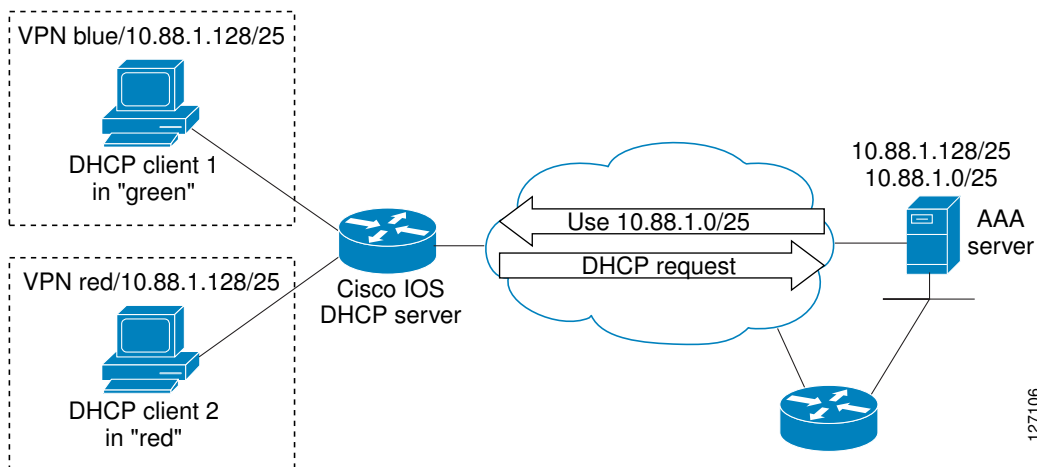 VPN blue/10.88.1.128/25
DHCP client 1
in "green"
VPN red/10.88.1.128/25
DHCP client 2
in "red"
Cisco IOS
DHCP server
Use 10.88.1.0/25
DHCP request
10.88.1.128/25
10.88.1.0/25
AAA
server
127106